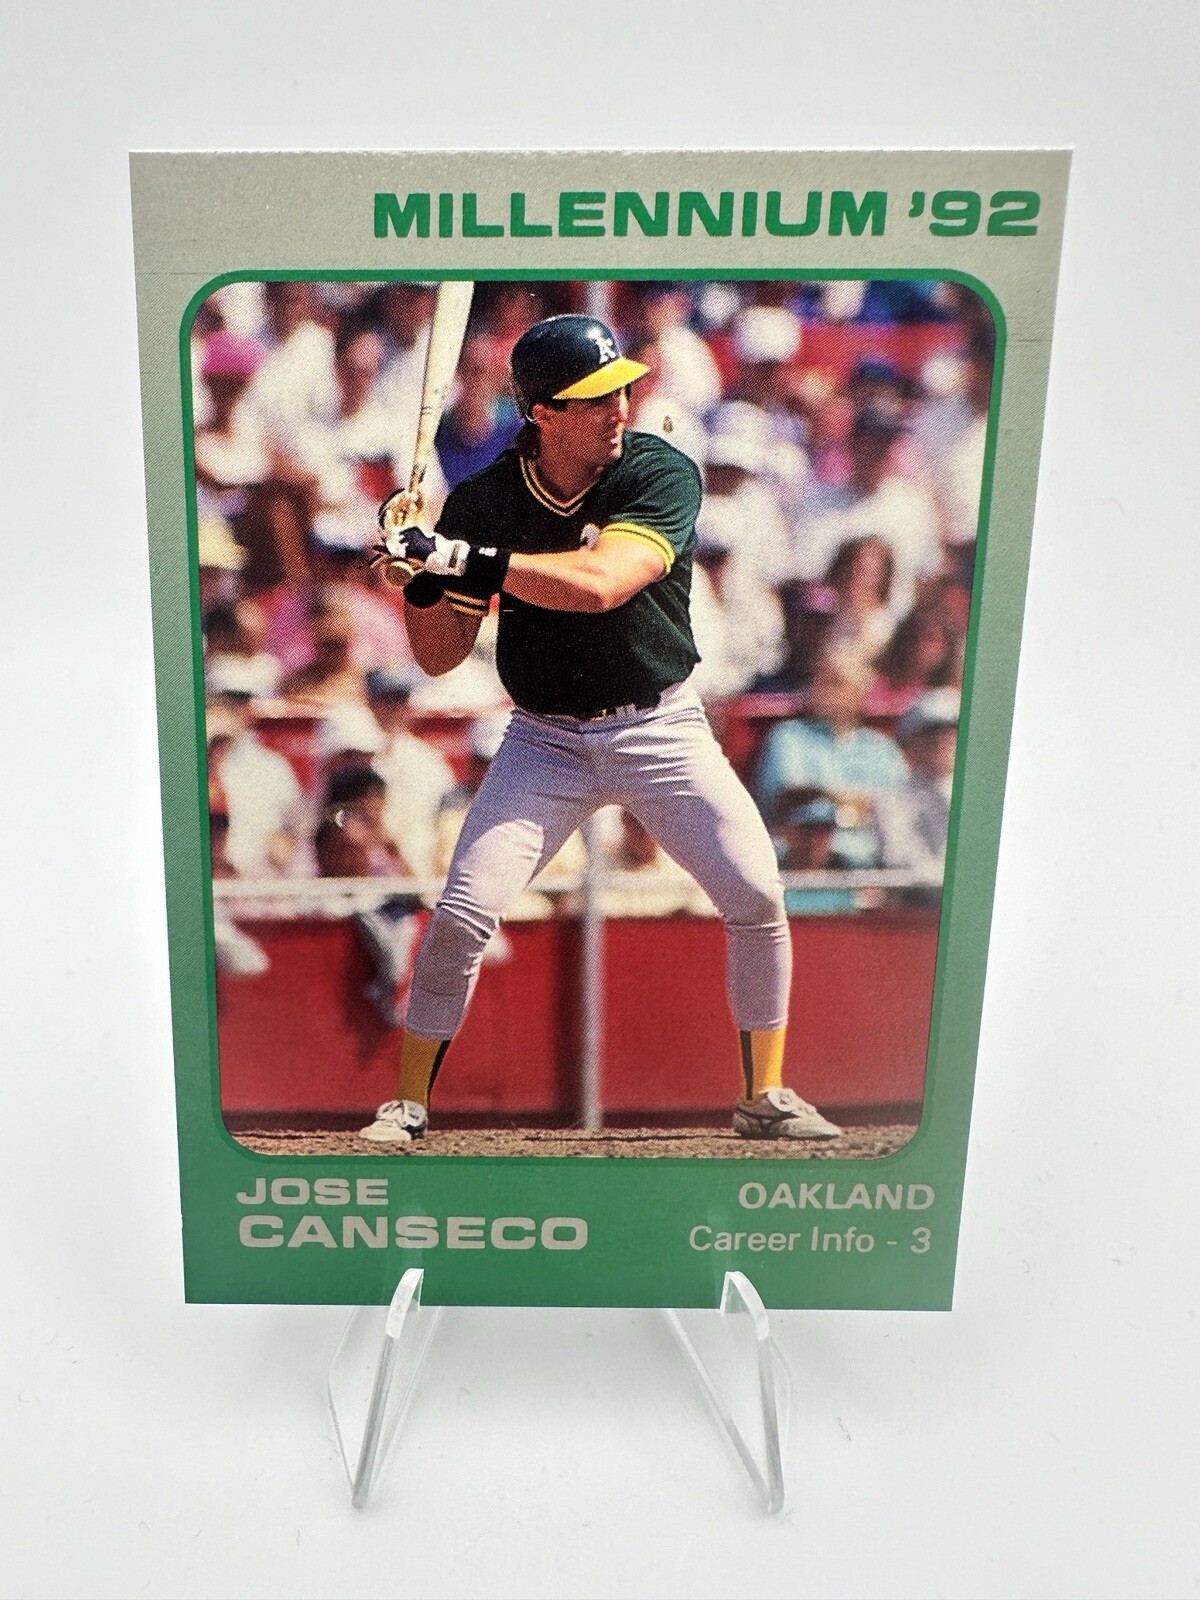 MILLENNIUM '92
A's
JOSE
CANSECO
OAKLAND
Career Info - 3